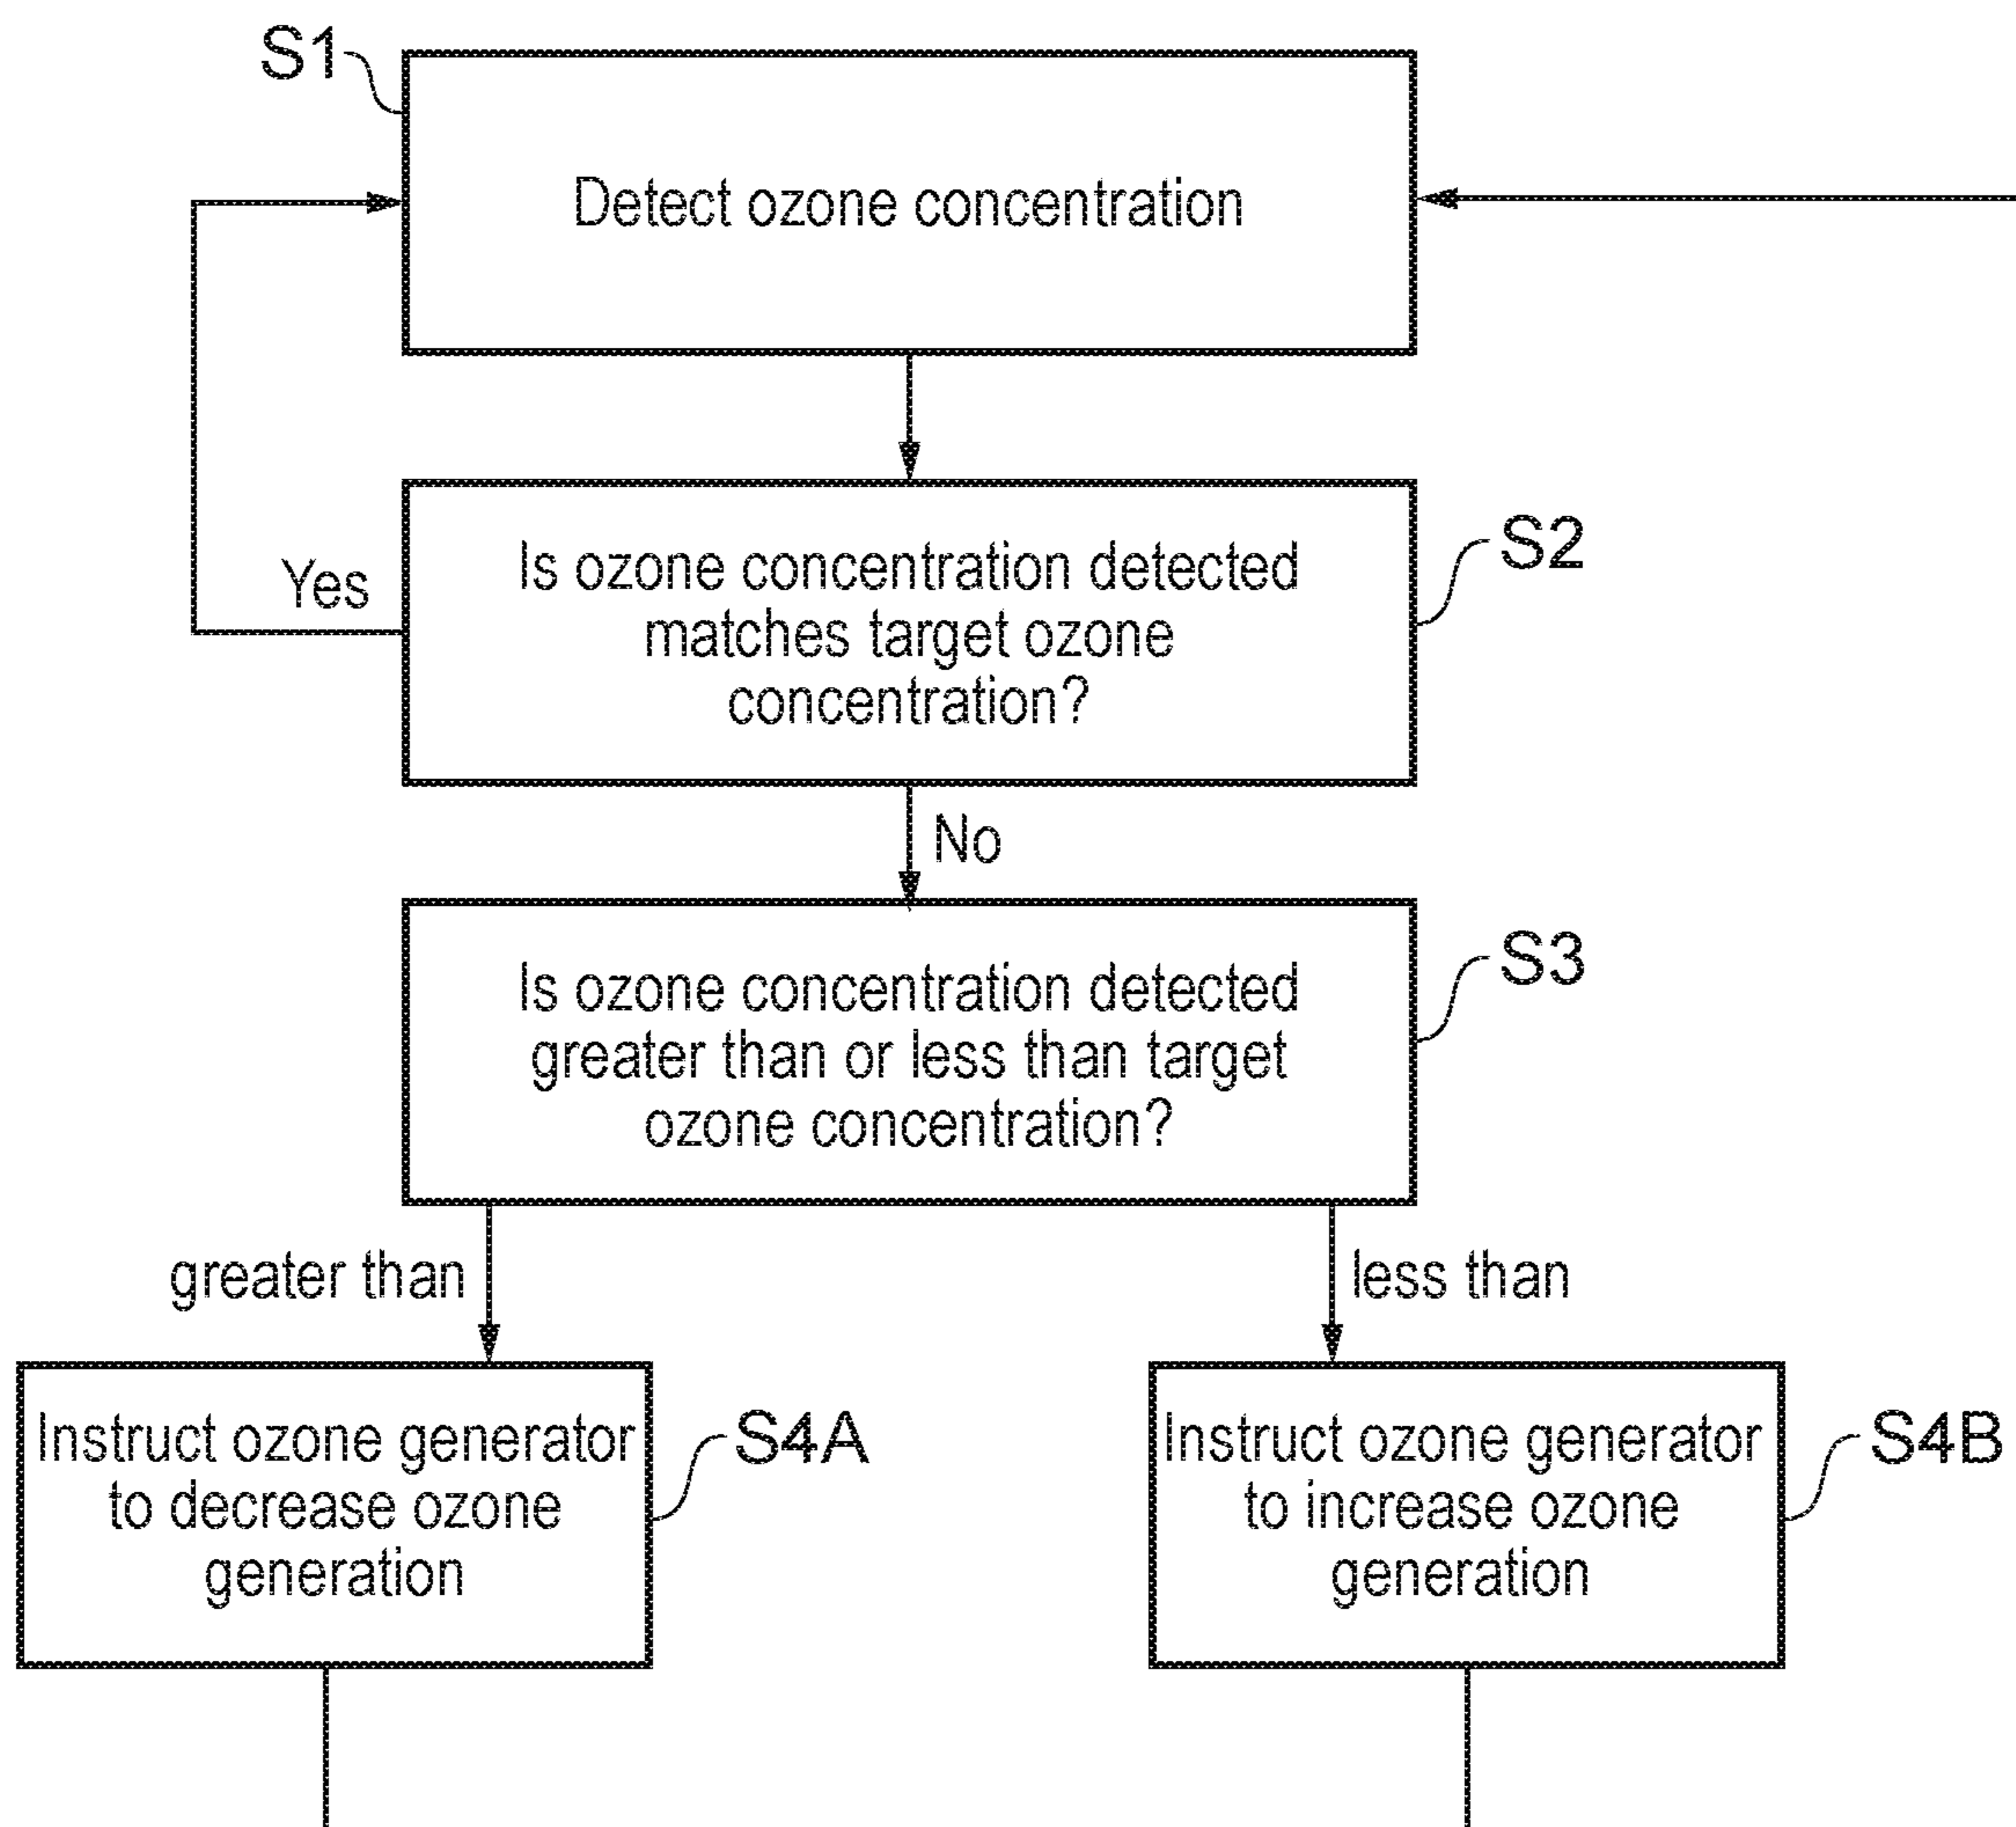 S1
Detect ozone concentration
Yes
Is ozone concentration detected
matches target ozone
concentration?
S2
No
Is ozone concentration detected
greater than or less than target
ozone concentration?
S3
greater than
less than
Instruct ozone generator
to decrease ozone
generation
S4A
Instruct ozone generator
to increase ozone
generation
S4B